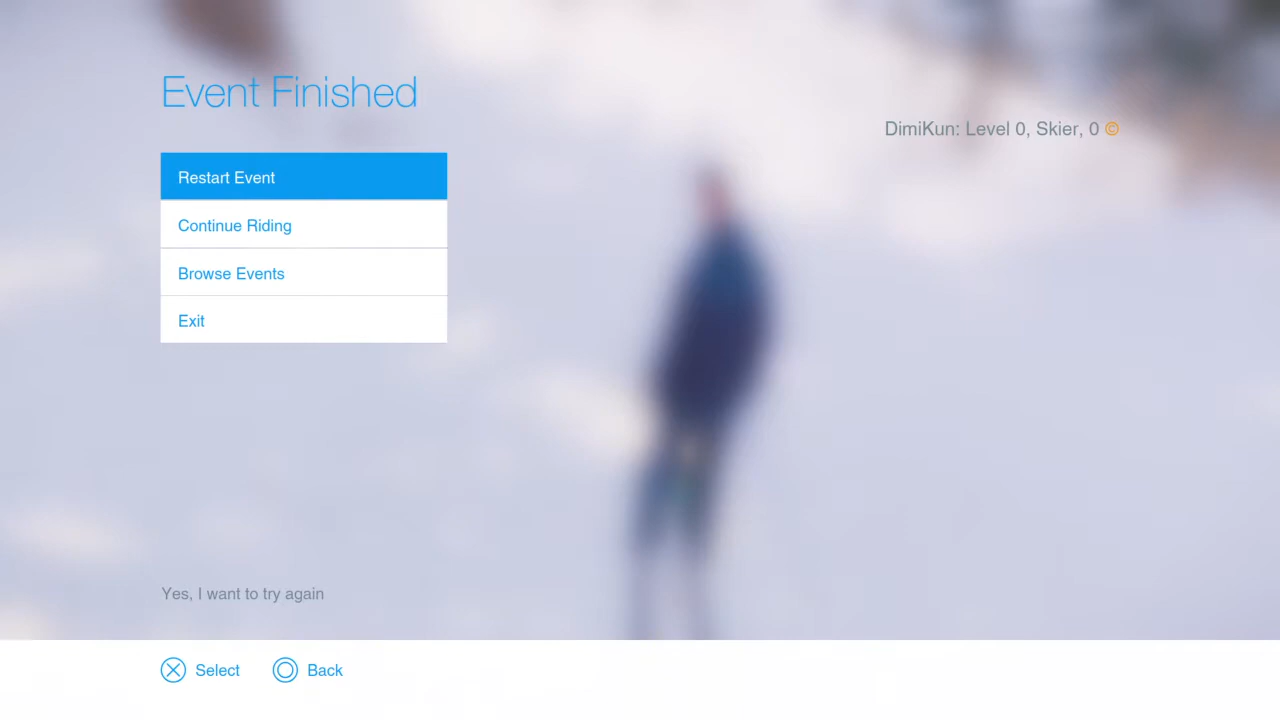 Event Finished
DimiKun: Level 0, Skier, 0 ©
Restart Event
Continue Riding
Browse Events
Exit
Yes, I want to try again
Select Back